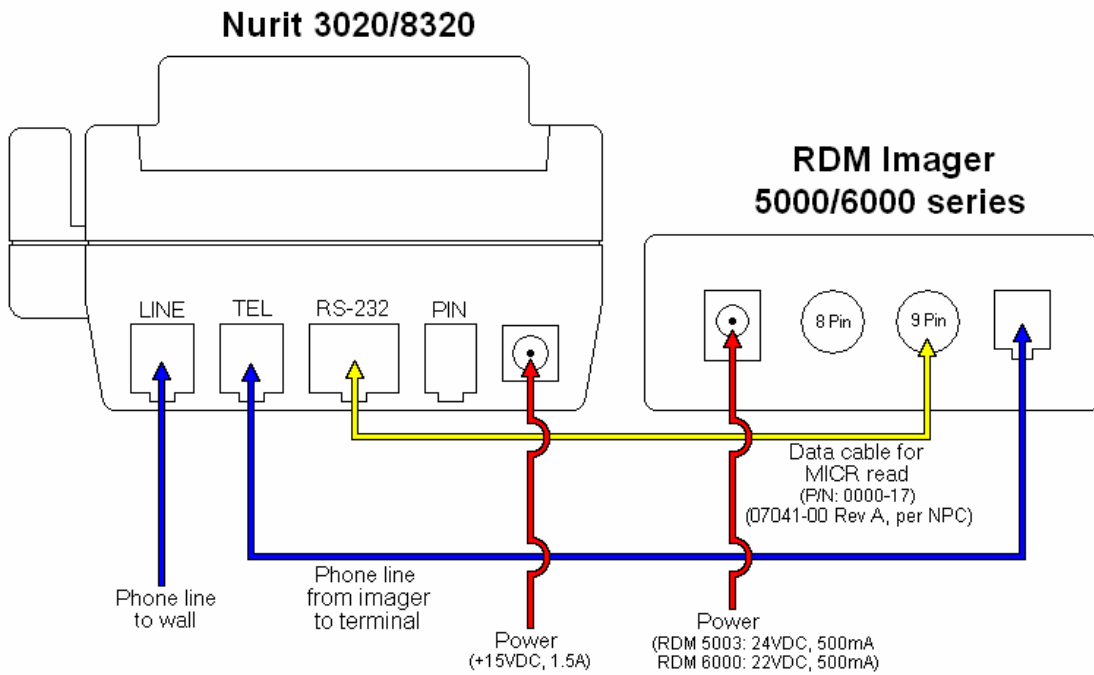 Nurit 3020/8320
RDM Imager
5000/6000 series
LINE
TEL
RS-232
PIN
8 Pin
9 Pin
Data cable for
MICR read
(P/N: 0000-17)
(07041-00 Rev A, per NPC)
Phone line
to wall
Phone line
from imager
to terminal
Power
(+15VDC, 1.5A)
Power
(RDM 5003: 24VDC, 500mA
RDM 6000: 22VDC, 500mA)